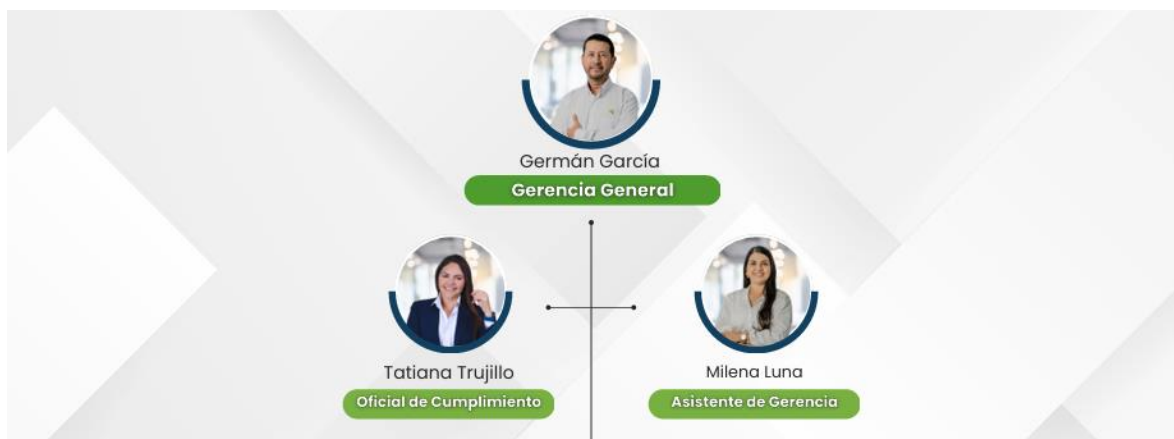 Germán García
Gerencia General
Tatiana Trujillo
Oficial de Cumplimiento
Milena Luna
Asistente de Gerencia